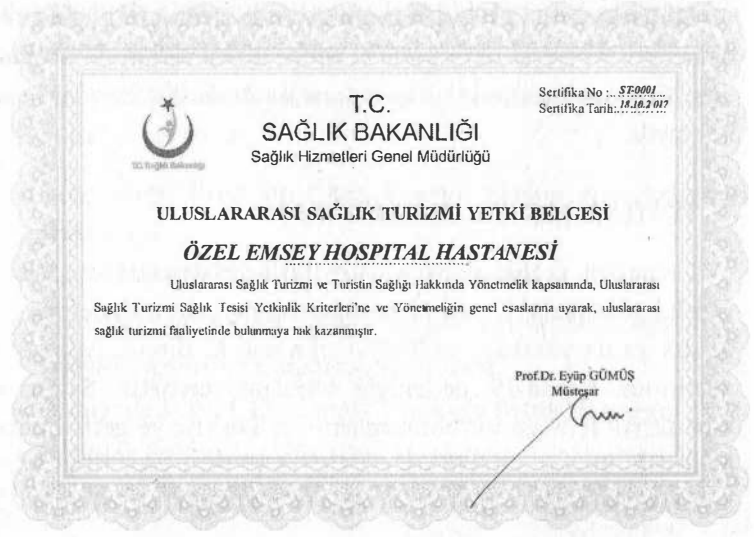 Sertifika No :.. ST-0001...
Sertifika Tarih:.18.10.2017
T.C.
SAĞLIK BAKANLIĞI
Sağlık Hizmetleri Genel Müdürlüğü
T.C. Sağlık Bakanlığı
ULUSLARARASI SAĞLIK TURİZMİ YETKİ BELGESİ
ÖZEL EMSEY HOSPITAL HASTANESİ
Uluslararası Sağlık Turizmi ve Turistin Sağlığı Hakkında Yönetmelik kapsamında, Uluslararası
Sağlık Turizmi Sağlık Tesisi Yetkinlik Kriterleri'ne ve Yönetmeliğin genel esaslarına uyarak, uluslararası
sağlık turizmi faaliyetinde bulunmaya hak kazanmıştır.
Prof.Dr. Eyüp GÜMÜŞ
Müsteşar